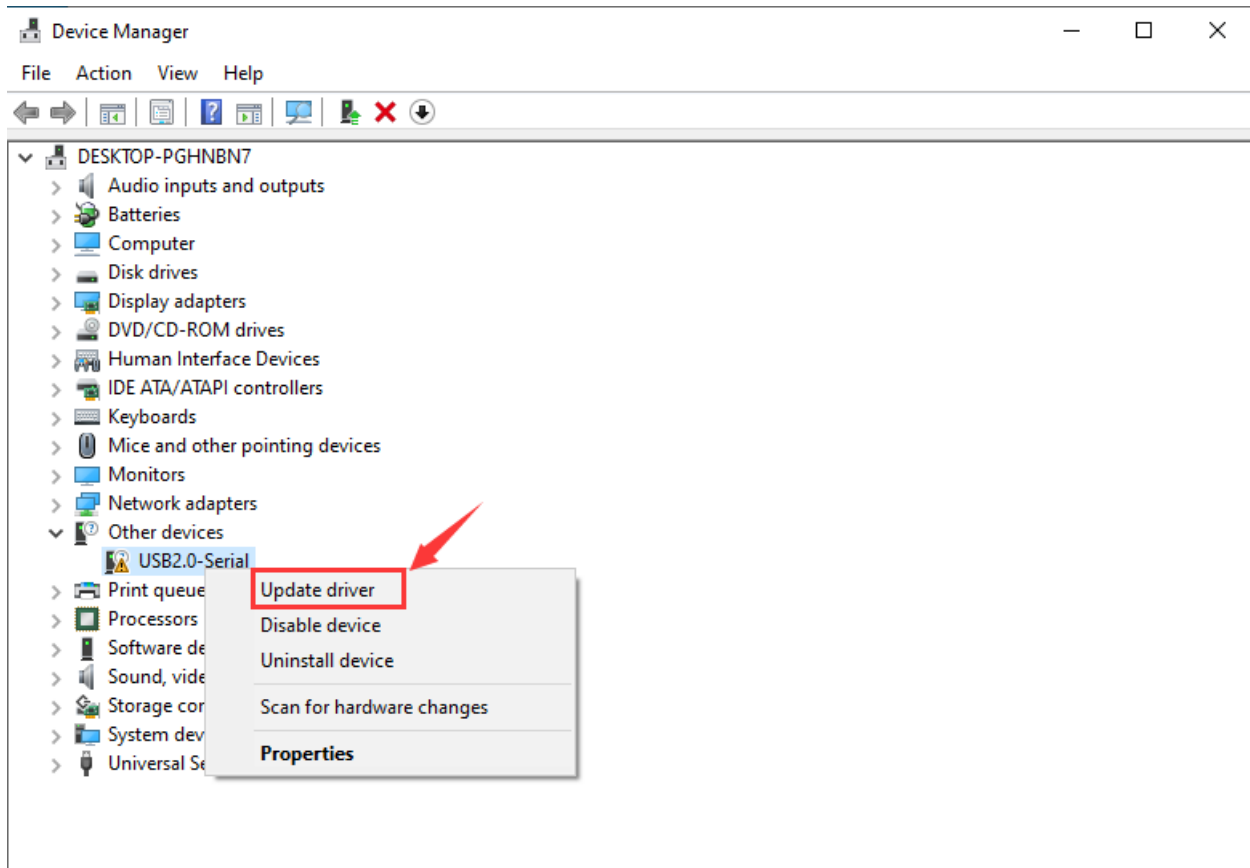 Device Manager
File Action View Help
DESKTOP-PGHNBN7
Audio inputs and outputs
Batteries
Computer
Disk drives
Display adapters
DVD/CD-ROM drives
Human Interface Devices
IDE ATA/ATAPI controllers
Keyboards
Mice and other pointing devices
Monitors
Network adapters
Other devices
USB2.0-Serial
Print queue
Processors
Software de
Sound, vide
Storage cor
System dev
Universal Se
Update driver
Disable device
Uninstall device
Scan for hardware changes
Properties